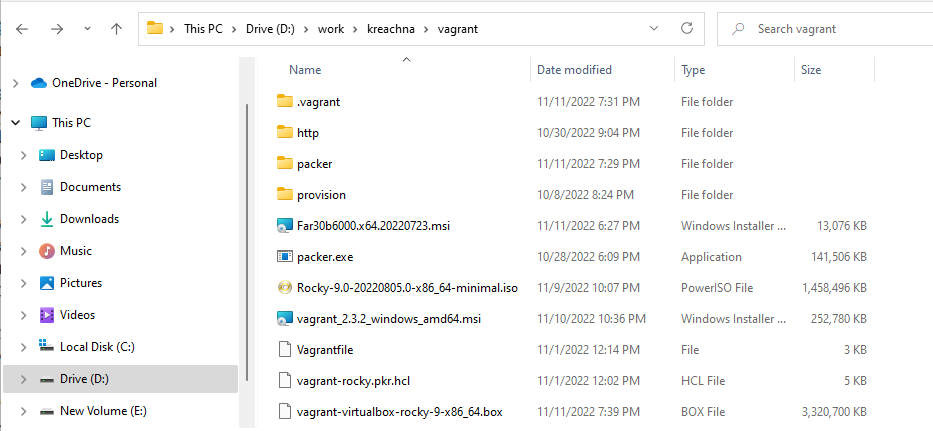 This PC > Drive (D:) > work > kreachna > vagrant
Search vagrant
OneDrive - Personal
This PC
Desktop
Documents
Downloads
Music
Pictures
Videos
Local Disk (C:)
Drive (D:)
New Volume (E:)
Name Date modified Type Size
.vagrant 11/11/2022 7:31 PM File folder
http 10/30/2022 9:04 PM File folder
packer 11/11/2022 7:29 PM File folder
provision 10/8/2022 8:24 PM File folder
Far30b6000.x64.20220723.msi 11/11/2022 6:27 PM Windows Installer ... 13,076 KB
packer.exe 10/28/2022 6:09 PM Application 141,506 KB
Rocky-9.0-20220805.0-x86_64-minimal.iso 11/9/2022 10:07 PM PowerISO File 1,458,496 KB
vagrant_2.3.2_windows_amd64.msi 11/10/2022 10:36 PM Windows Installer ... 252,780 KB
Vagrantfile 11/1/2022 12:14 PM File 3 KB
vagrant-rocky.pkr.hcl 11/1/2022 12:02 PM HCL File 5 KB
vagrant-virtualbox-rocky-9-x86_64.box 11/11/2022 7:39 PM BOX File 3,320,700 KB